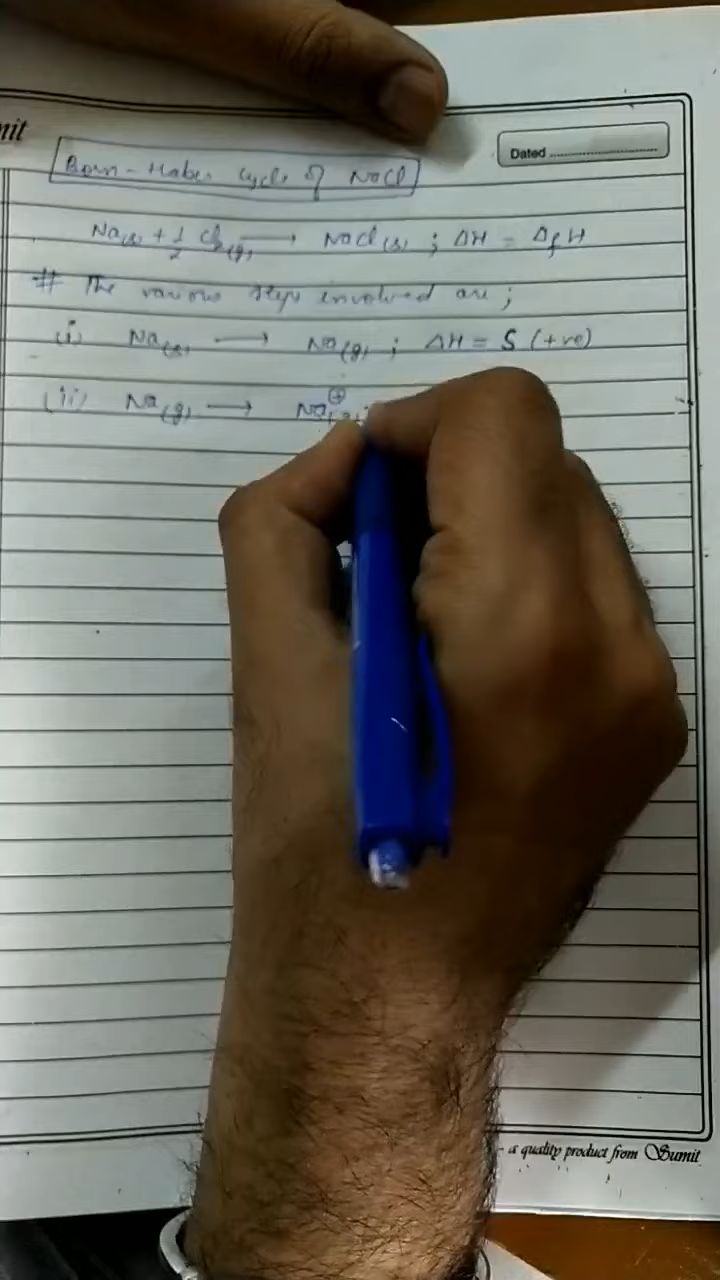 mit
Dated
Born-Haber Cycle of NaCl
Na(s) + 1/2 Cl2(g) → NaCl(s) ; ΔH = ΔfH
# The various steps involved are ;
(i) Na(s) → Na(g) ; ΔH = S (+ve)
(ii) Na(g) → Na⊕(g)
- a quality product from Sumit